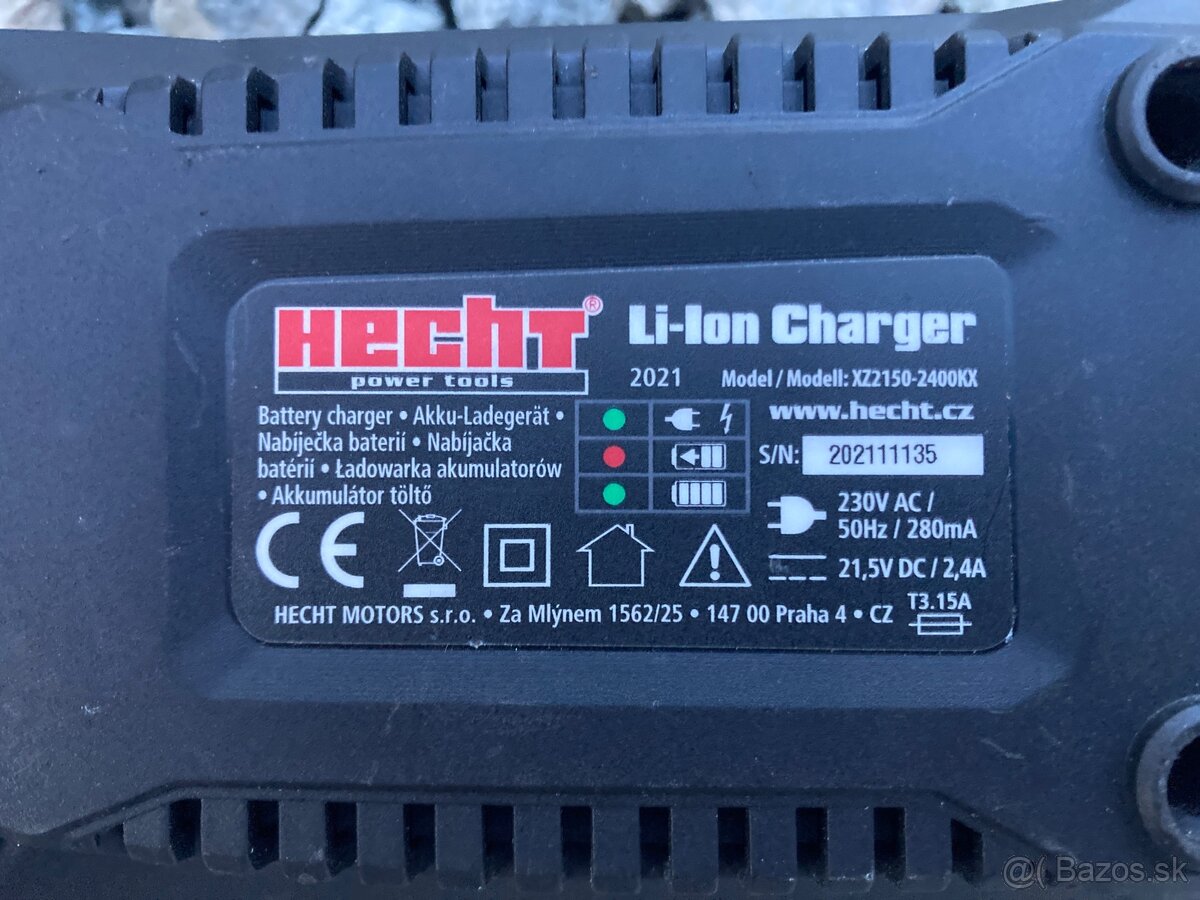 HECHT®
power tools
Li-Ion Charger
2021 Model / Modell: XZ2150-2400KX
www.hecht.cz
Battery charger • Akku-Ladegerät •
Nabíječka baterií • Nabíjačka
batérií • Ładowarka akumulatorów
• Akkumulátor töltő
S/N: 202111135
230V AC /
50Hz / 280mA
21,5V DC / 2,4A
T3.15A
CE
HECHT MOTORS s.r.o. • Za Mlýnem 1562/25 • 147 00 Praha 4 • CZ
Bazos.sk